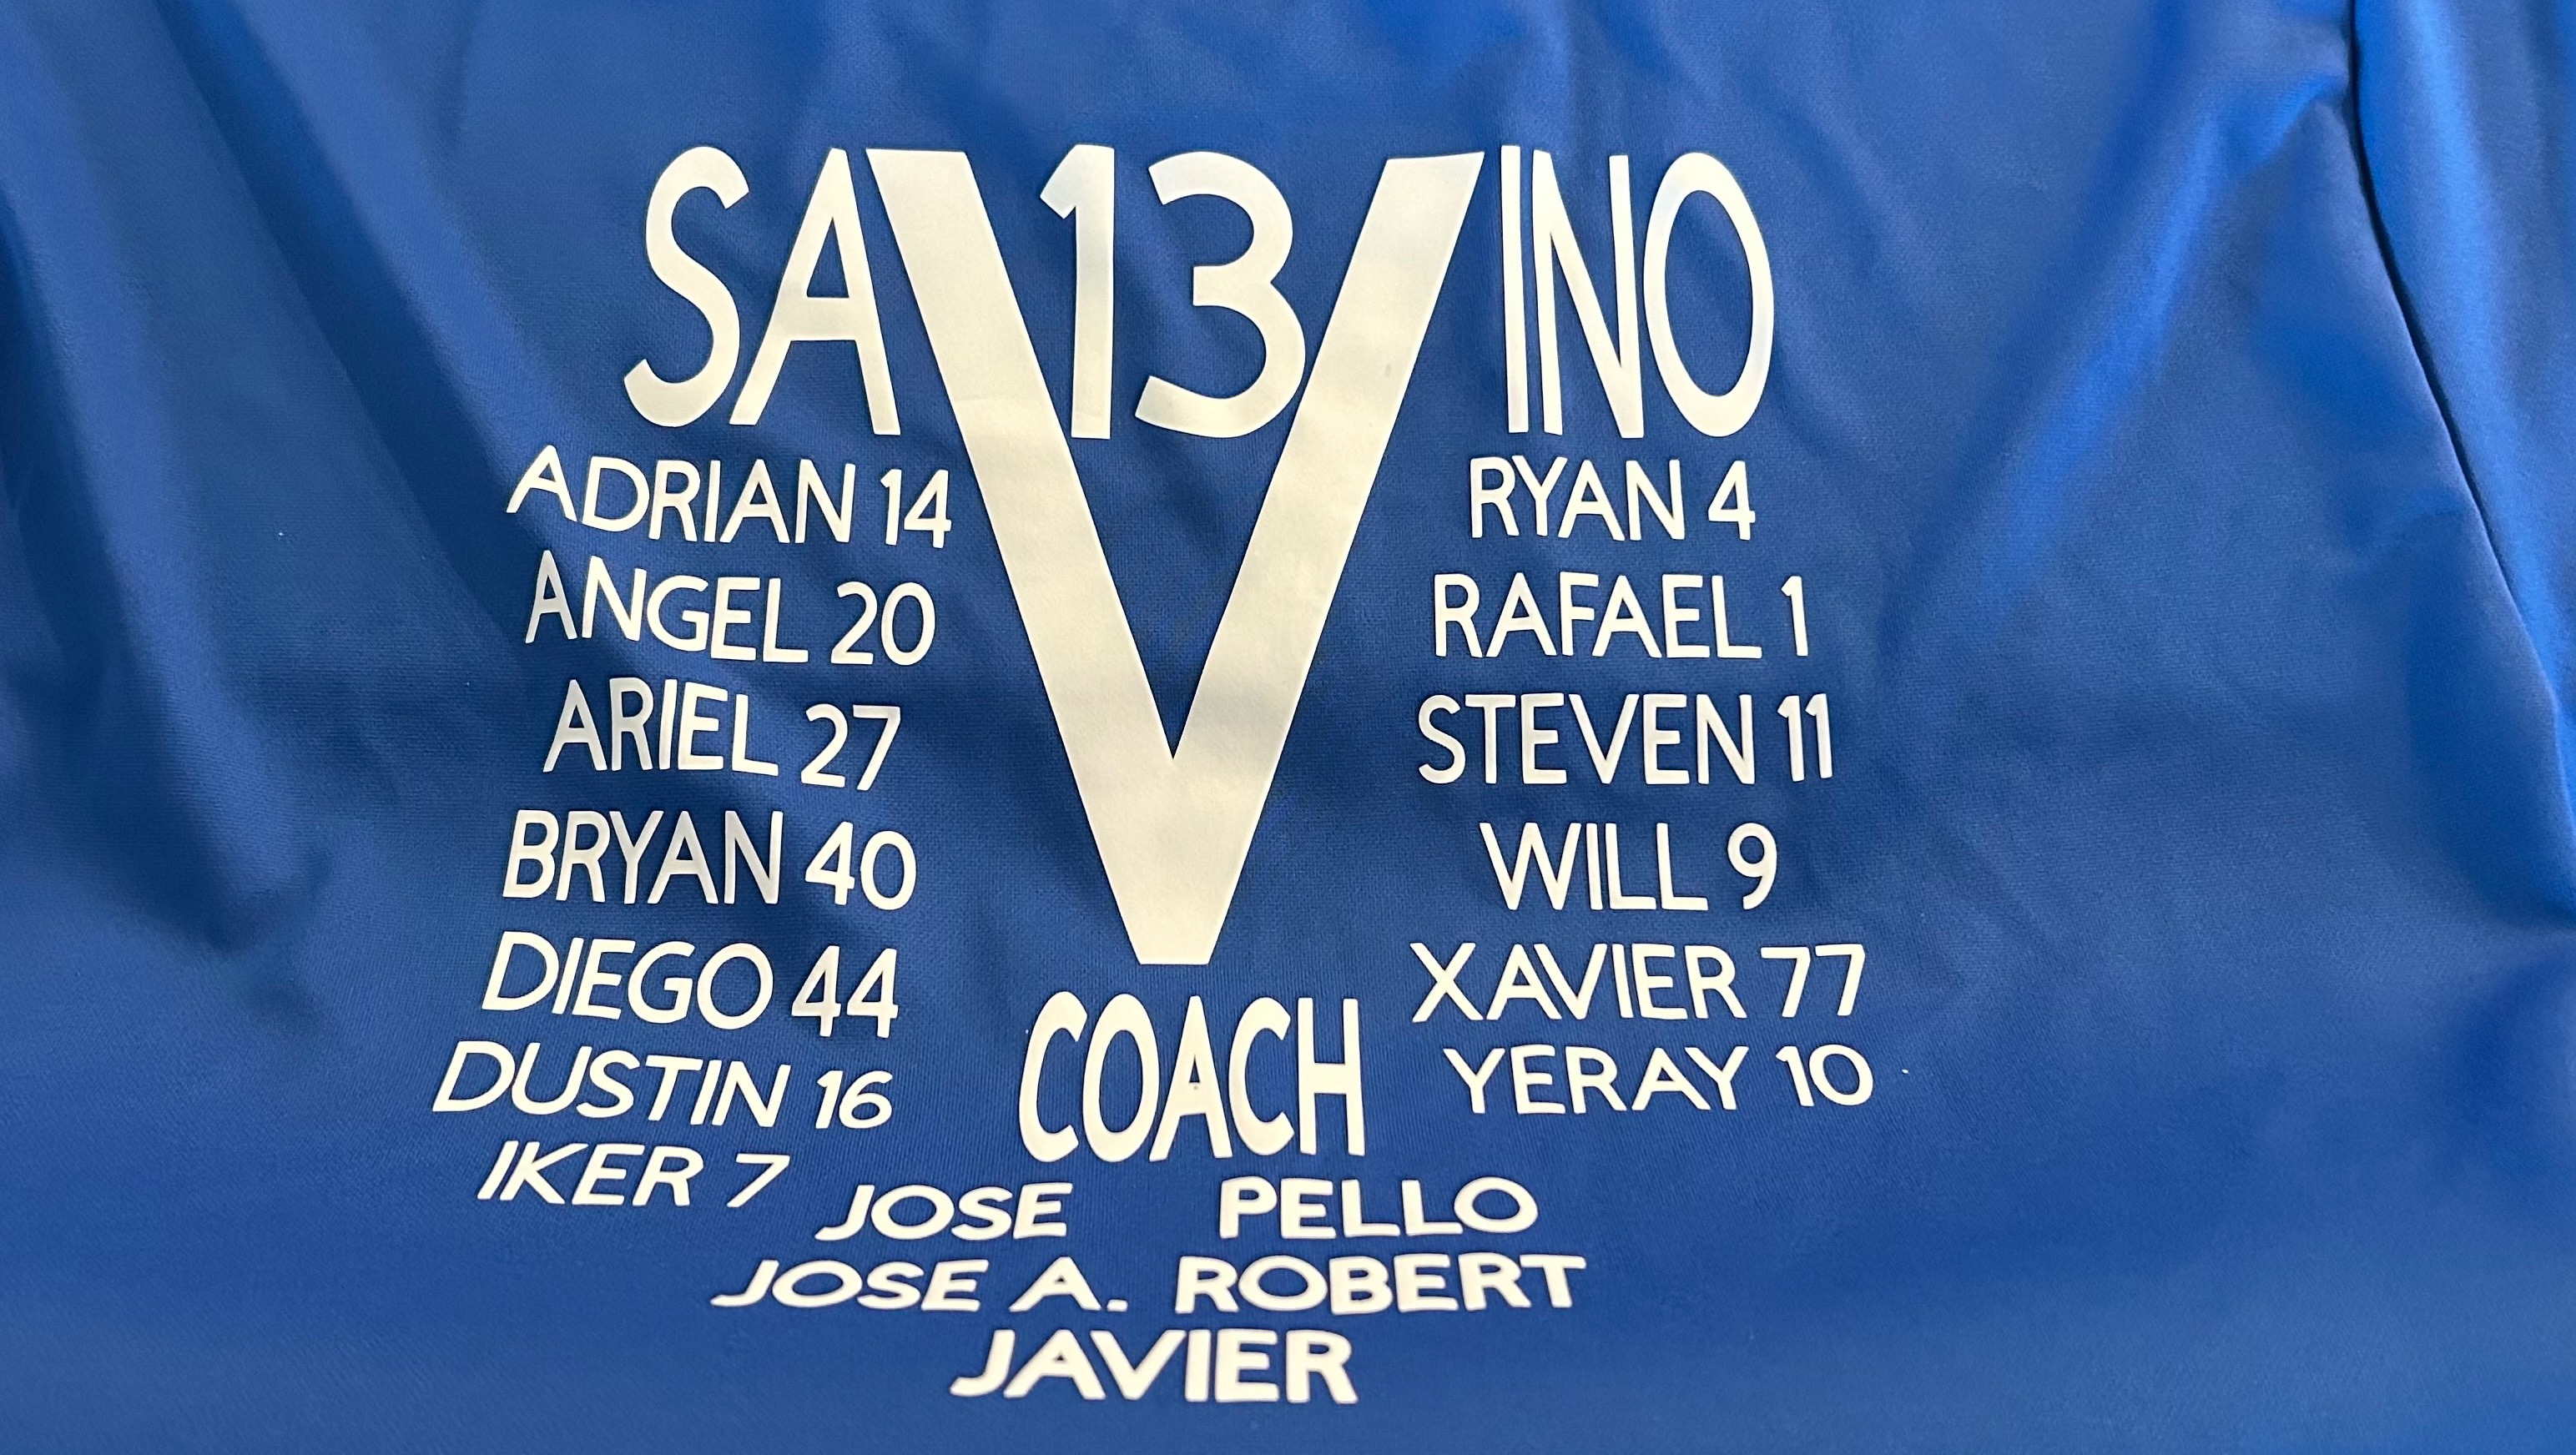 SAV13INO
ADRIAN 14
ANGEL 20
ARIEL 27
BRYAN 40
DIEGO 44
DUSTIN 16
IKER 7
RYAN 4
RAFAEL 1
STEVEN 11
WILL 9
XAVIER 77
YERAY 10
COACH
JOSE PELLO
JOSE A. ROBERT
JAVIER